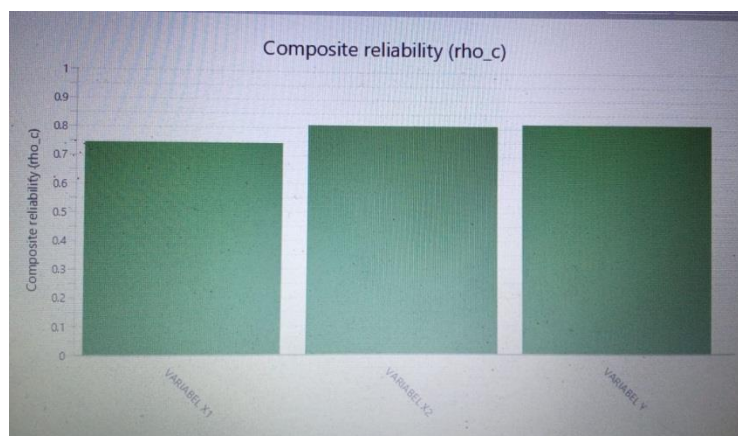 Composite reliability (rho_c)
Composite reliability (rho_c)
1
0.9
0.8
0.7
0.6
0.5
0.4
0.3
0.2
0.1
0
VARIABEL X1
VARIABEL X2
VARIABEL Y